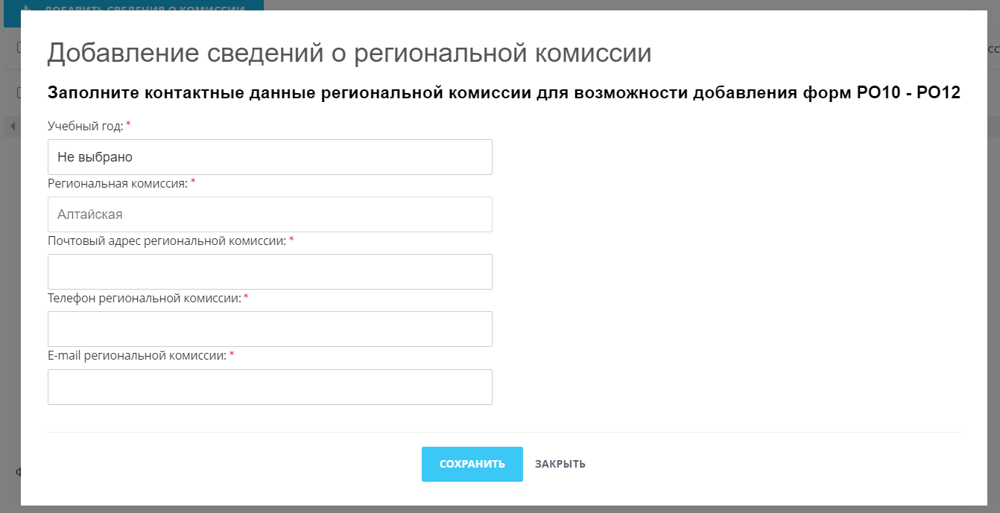 ДОБАВИТЬ СВЕДЕНИЯ О КОМИССИИ
Добавление сведений о региональной комиссии
Заполните контактные данные региональной комиссии для возможности добавления форм РО10 - РО12
Учебный год: *
Не выбрано
Региональная комиссия: *
Алтайская
Почтовый адрес региональной комиссии: *
Телефон региональной комиссии: *
E-mail региональной комиссии: *
СОХРАНИТЬ ЗАКРЫТЬ